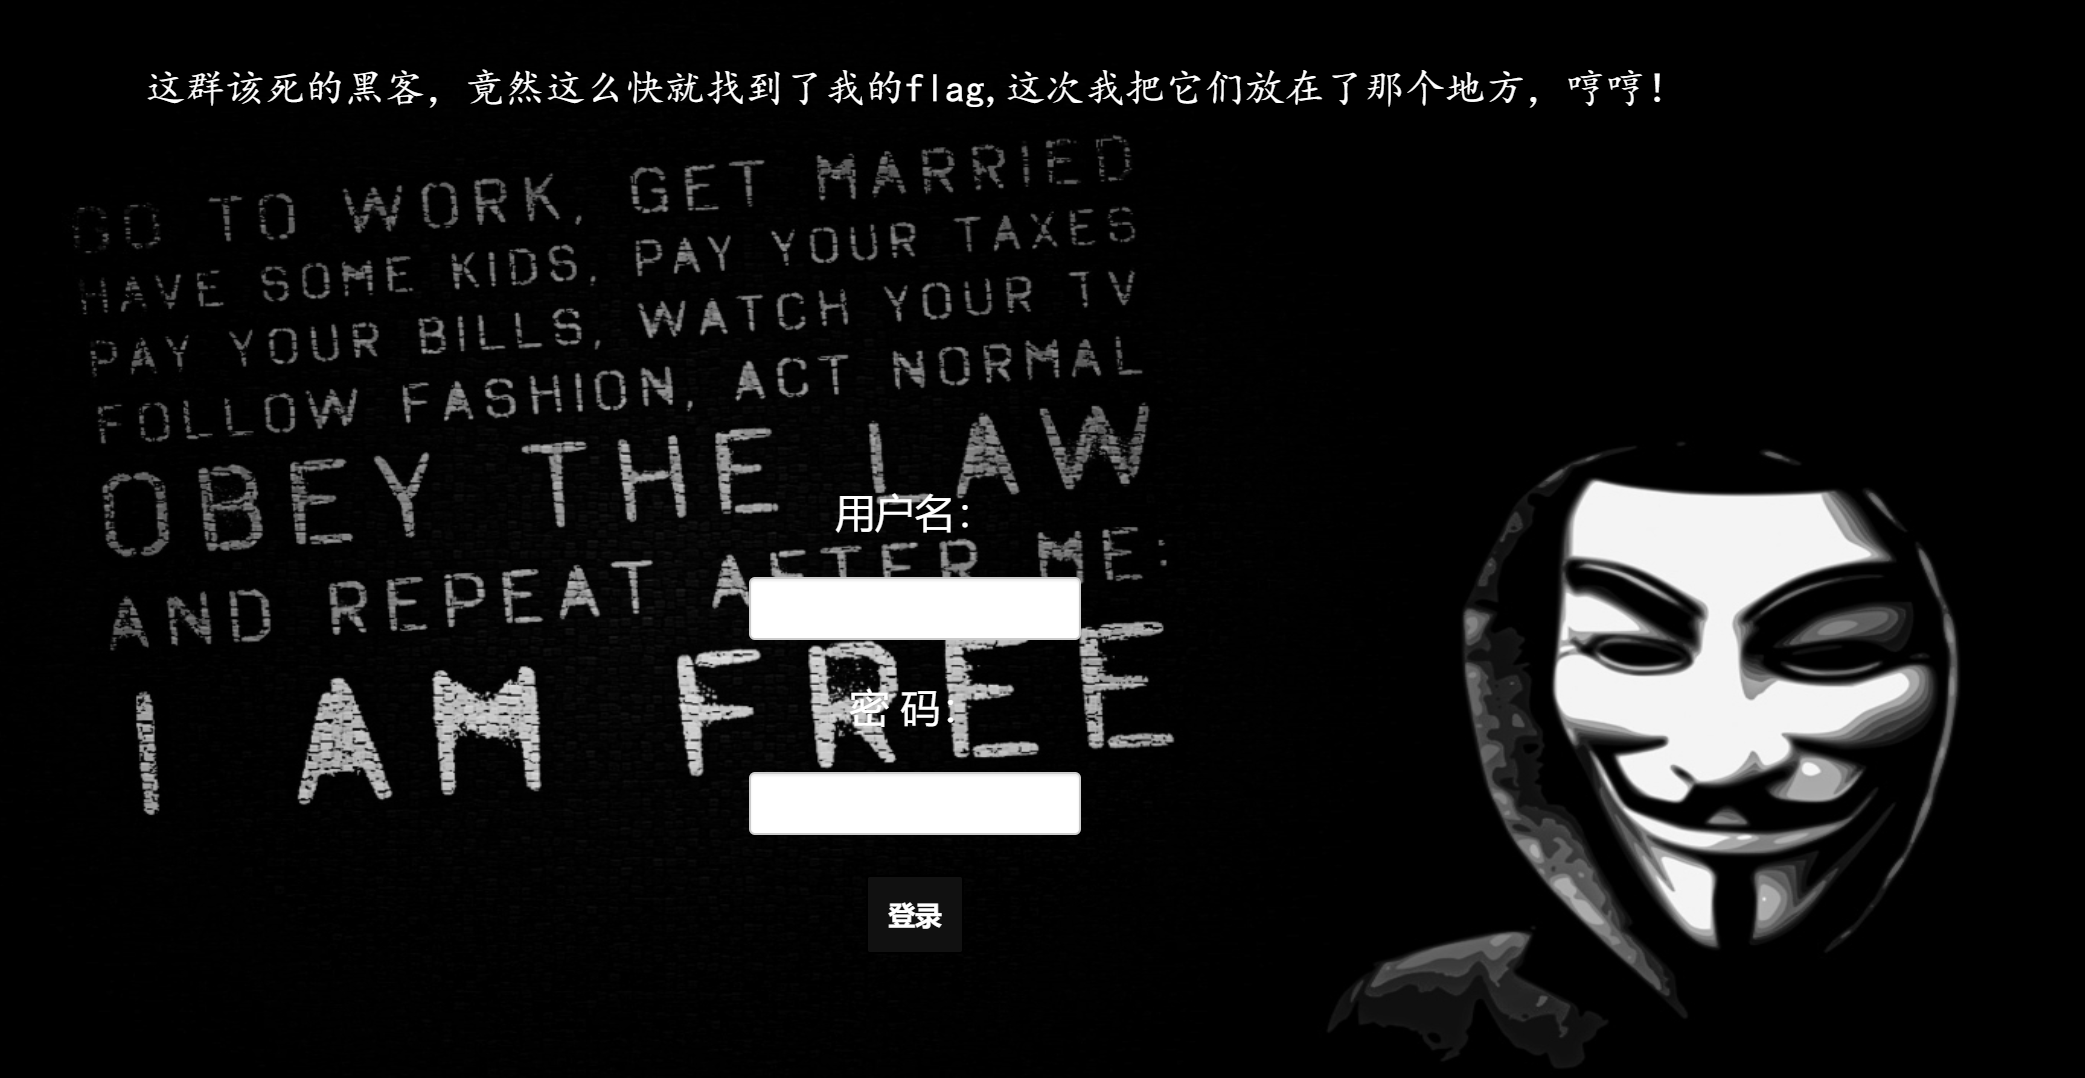 这群该死的黑客，竟然这么快就找到了我的flag,这次我把它们放在了那个地方，哼哼！
GO TO WORK, GET MARRIED
HAVE SOME KIDS, PAY YOUR TAXES
PAY YOUR BILLS, WATCH YOUR TV
FOLLOW FASHION, ACT NORMAL
OBEY THE LAW
AND REPEAT AFTER ME:
I AM FREE
用户名：
密 码：
登录